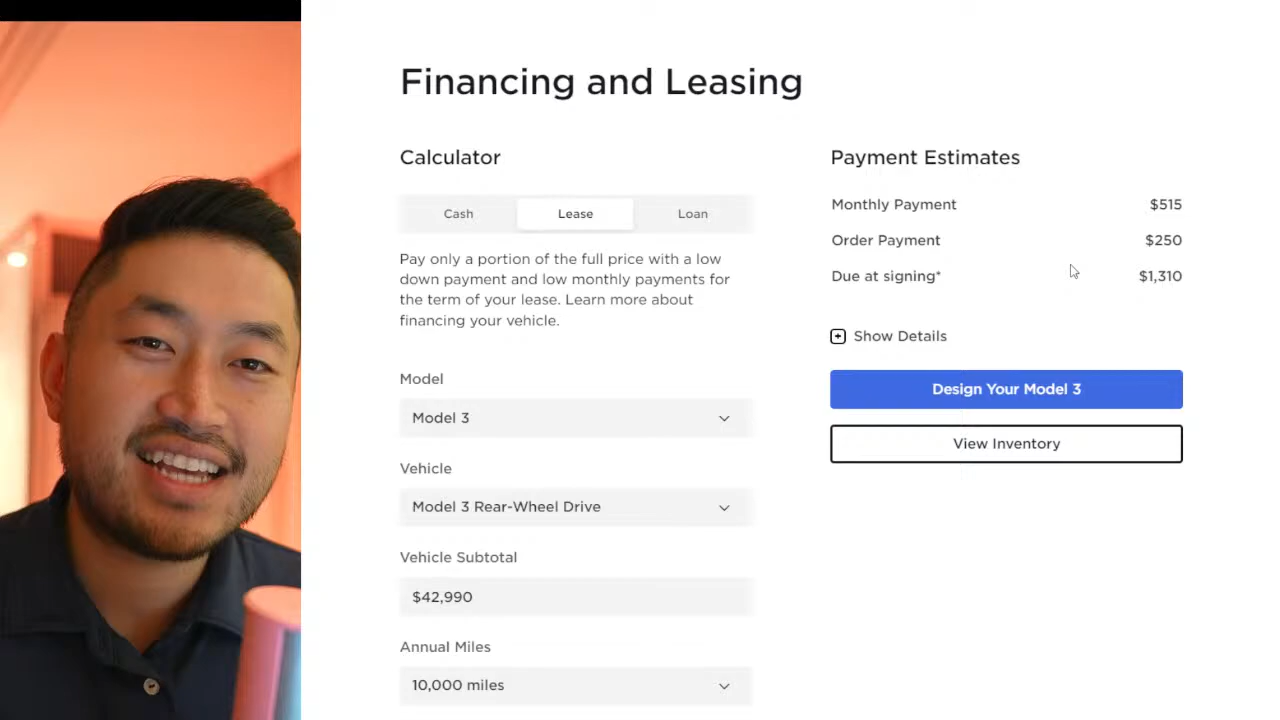 Financing and Leasing
Calculator
Cash
Lease
Loan
Pay only a portion of the full price with a low
down payment and low monthly payments for
the term of your lease. Learn more about
financing your vehicle.
Model
Model 3
Vehicle
Model 3 Rear-Wheel Drive
Vehicle Subtotal
$42,990
Annual Miles
10,000 miles
Payment Estimates
Monthly Payment $515
Order Payment $250
Due at signing* $1,310
Show Details
Design Your Model 3
View Inventory